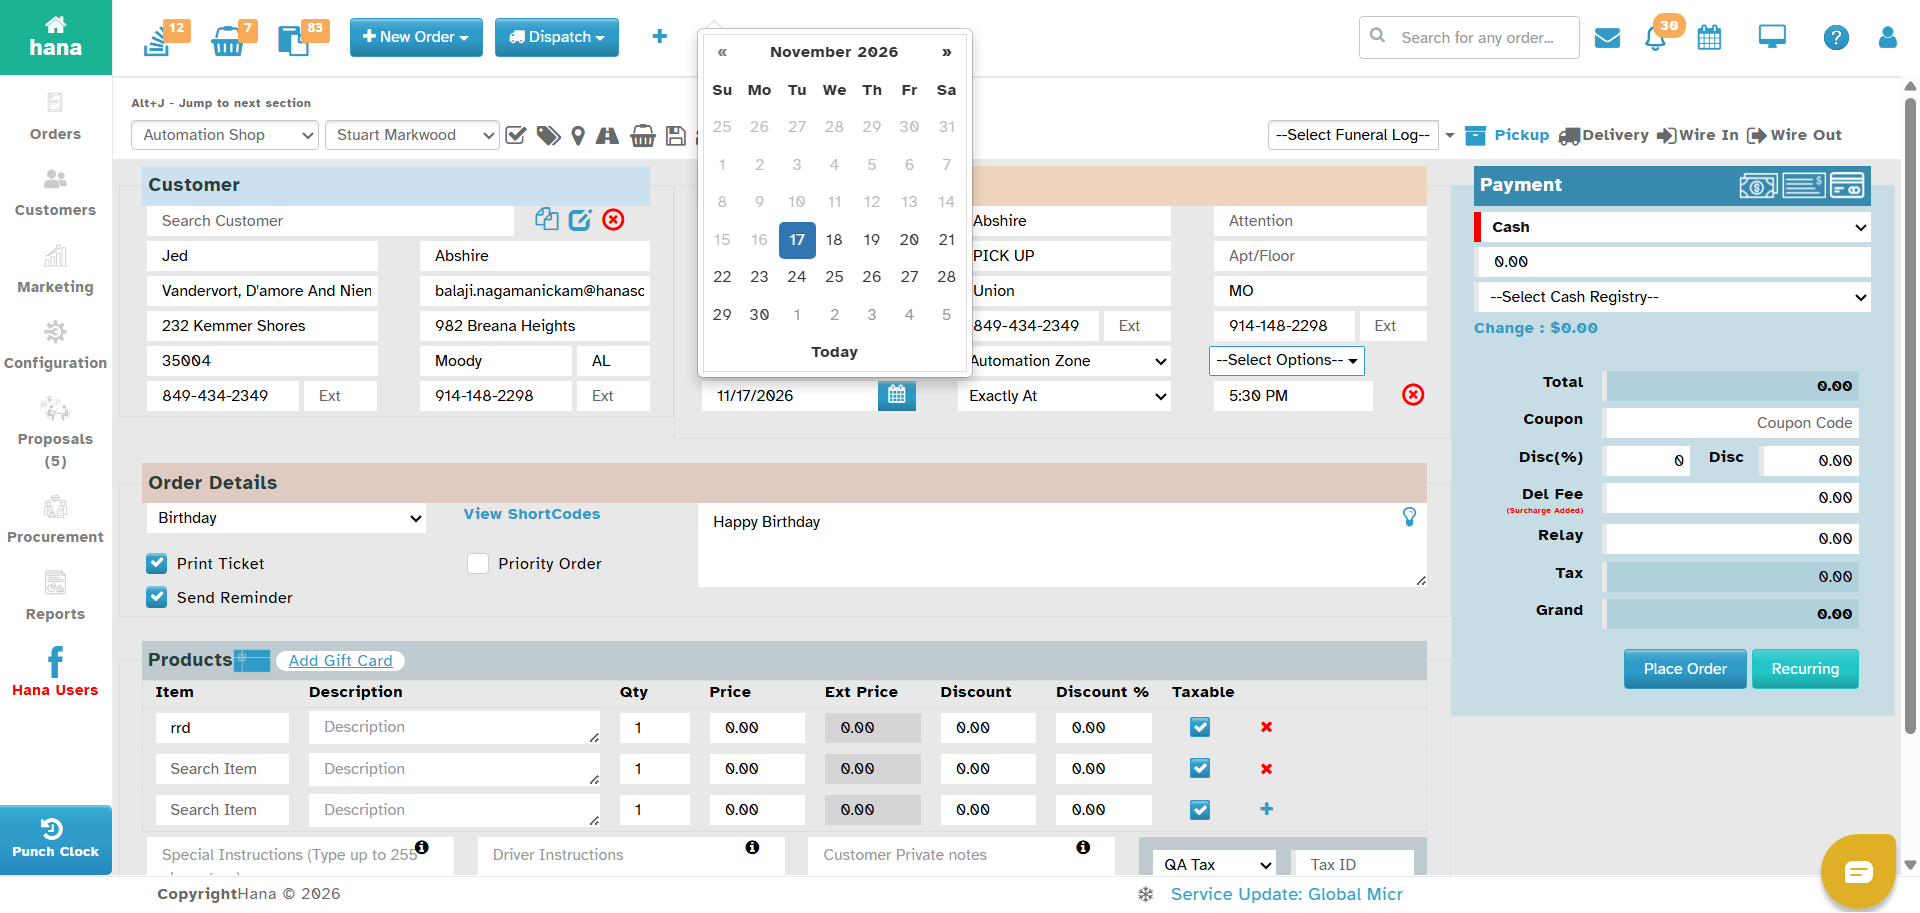 hana
12
7
83
New Order
Dispatch
Search for any order...
30
?
«
November 2026
»
Su Mo Tu We Th Fr Sa
25 26 27 28 29 30 31
1 2 3 4 5 6 7
8 9 10 11 12 13 14
15 16 17 18 19 20 21
22 23 24 25 26 27 28
29 30 1 2 3 4 5
Today
Orders
Customers
Marketing
Configuration
Proposals
(5)
Procurement
Reports
Hana Users
Punch Clock
Alt+J - Jump to next section
Automation Shop
Stuart Markwood
--Select Funeral Log--
Pickup
Delivery
Wire In
Wire Out
Customer
Search Customer
Jed
Abshire
Vandervort, D'amore And Nien
balaji.nagamanickam@hanasc
232 Kemmer Shores
982 Breana Heights
35004
Moody
AL
849-434-2349
Ext
914-148-2298
Ext
Abshire
Attention
PICK UP
Apt/Floor
Union
MO
849-434-2349
Ext
914-148-2298
Ext
Automation Zone
--Select Options--
11/17/2026
Exactly At
5:30 PM
Payment
Cash
0.00
--Select Cash Registry--
Change : $0.00
Total
0.00
Coupon
Coupon Code
Disc(%)
0
Disc
0.00
Del Fee
(Surcharge Added)
0.00
Relay
0.00
Tax
0.00
Grand
0.00
Place Order
Recurring
Order Details
Birthday
View ShortCodes
Happy Birthday
Print Ticket
Priority Order
Send Reminder
Products
Add Gift Card
Item Description Qty Price Ext Price Discount Discount % Taxable
rrd Description 1 0.00 0.00 0.00 0.00
Search Item Description 1 0.00 0.00 0.00 0.00
Search Item Description 1 0.00 0.00 0.00 0.00
Special Instructions (Type up to 255
Driver Instructions
Customer Private notes
QA Tax
Tax ID
CopyrightHana © 2026
Service Update: Global Micr